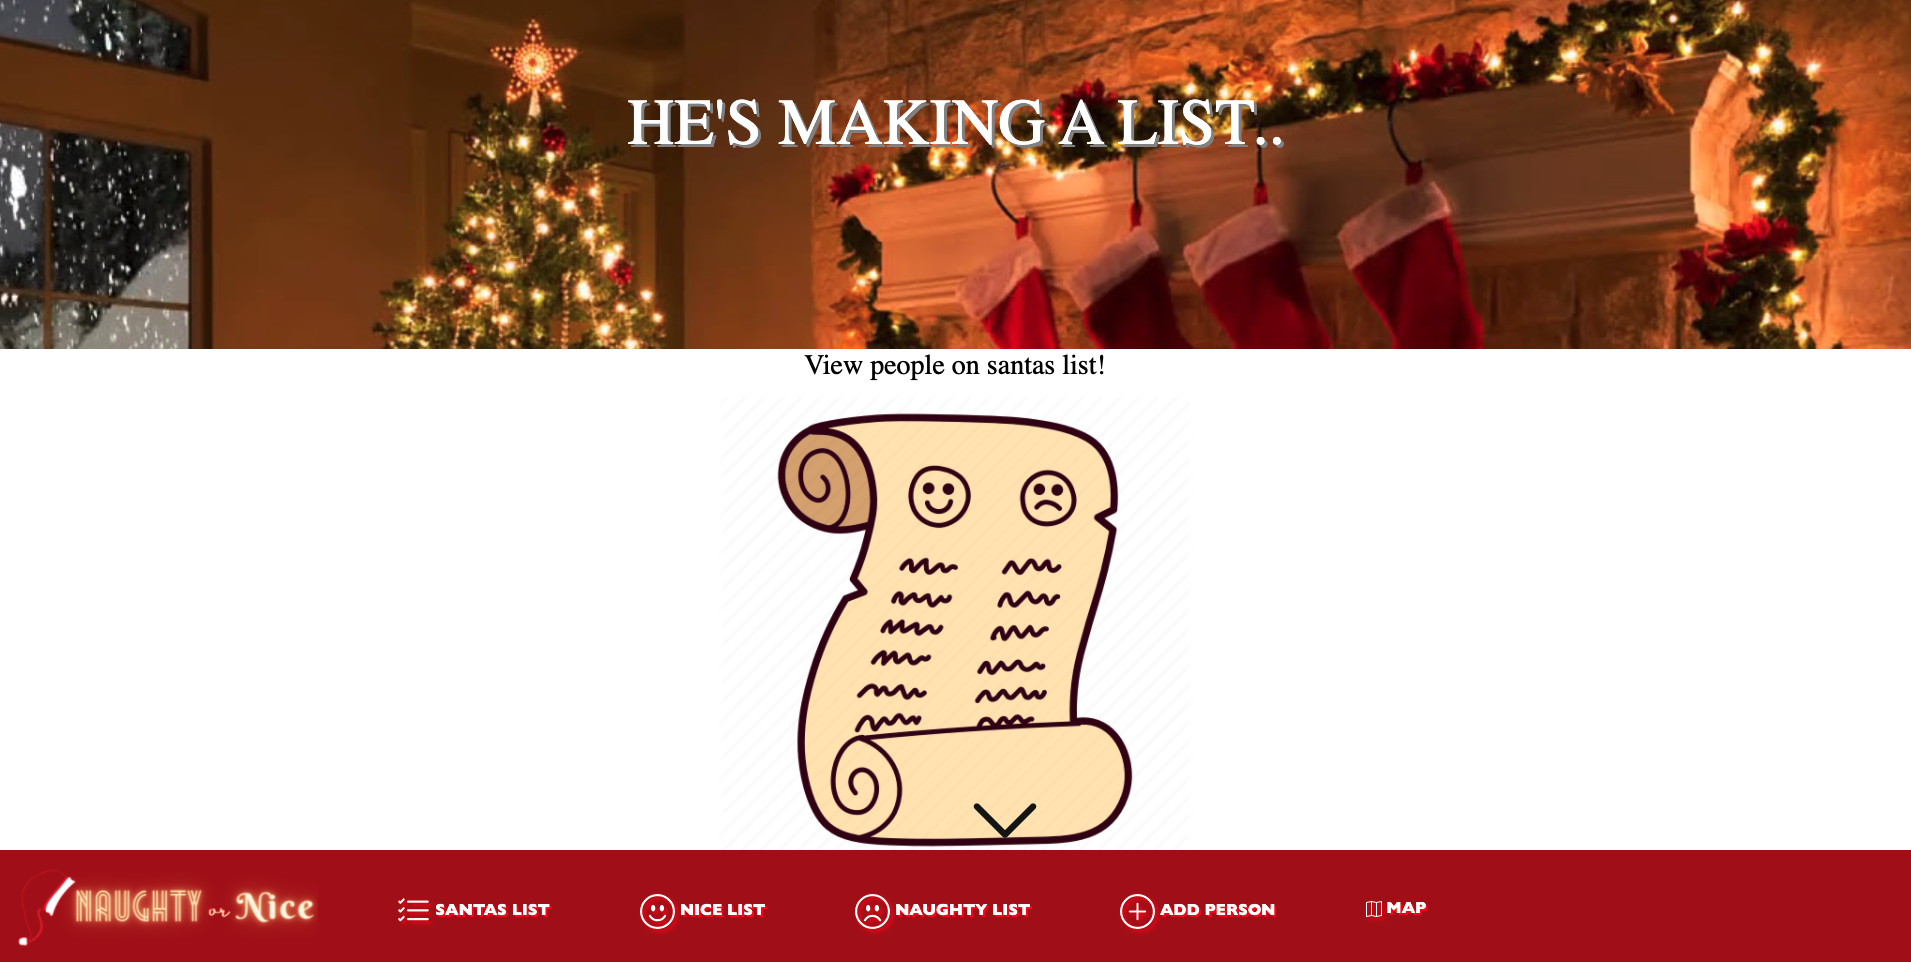 HE'S MAKING A LIST..
View people on santas list!
NAUGHTY or Nice
SANTAS LIST
NICE LIST
NAUGHTY LIST
ADD PERSON
MAP